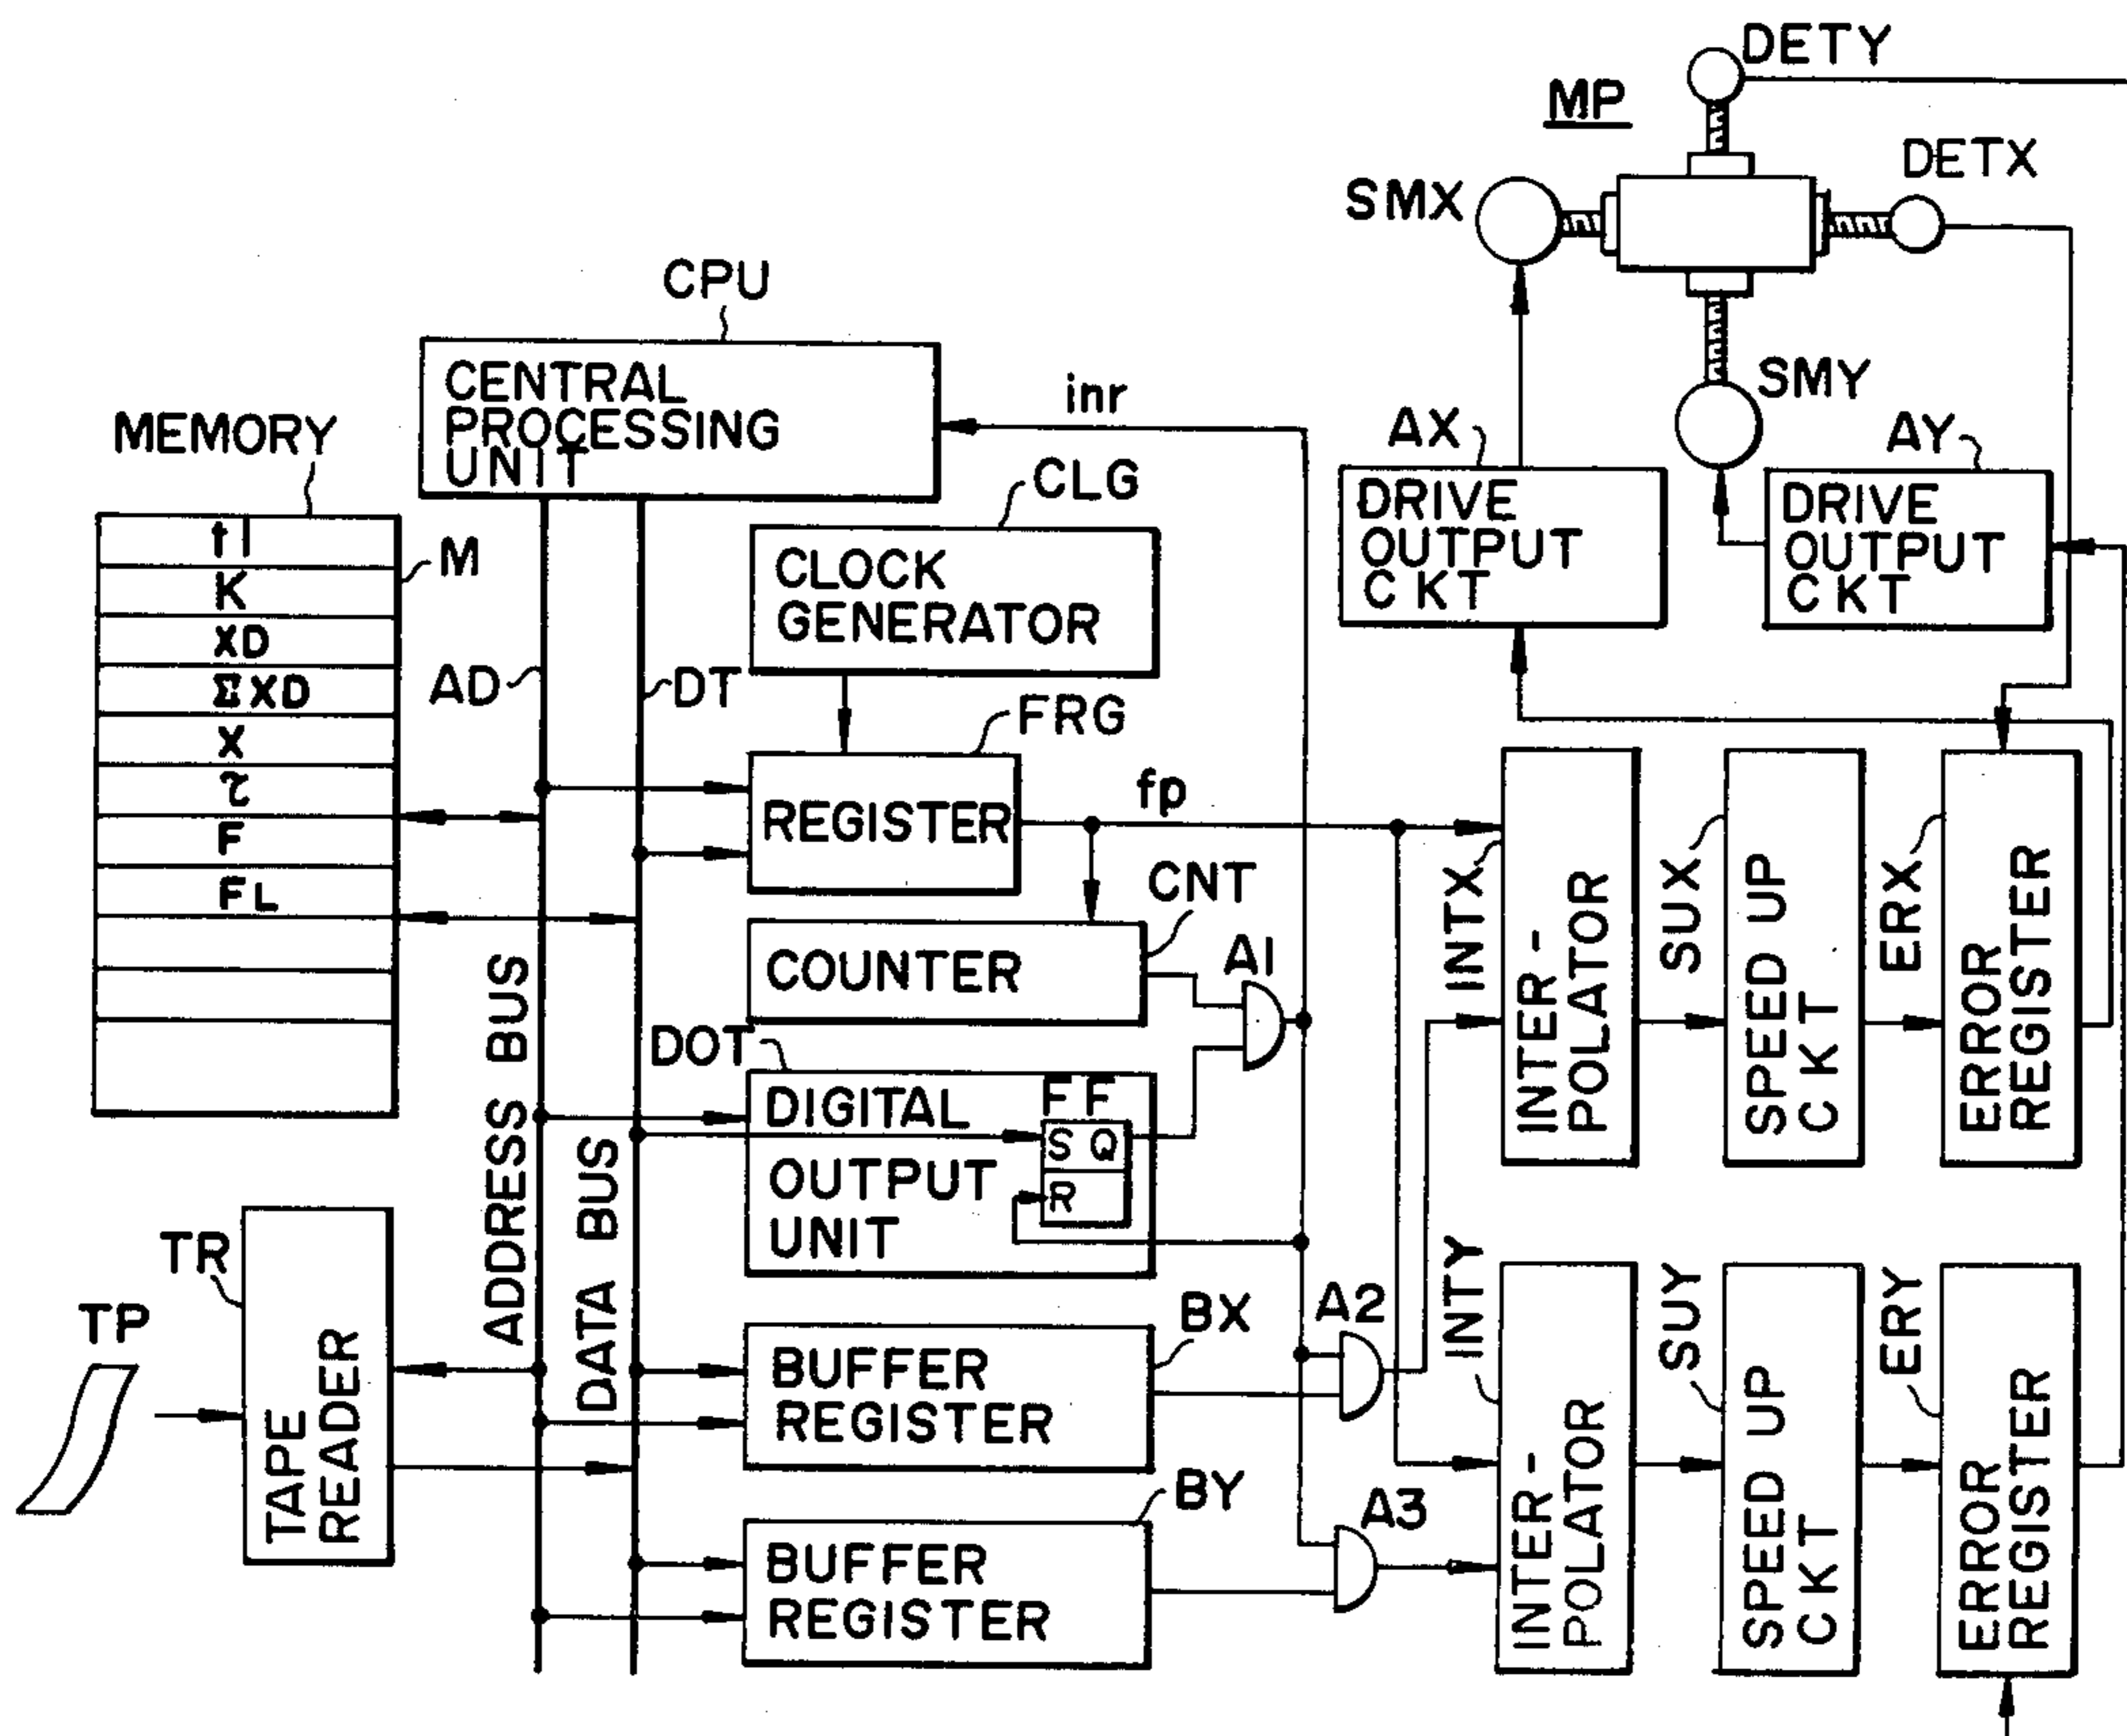 DETY
MP
DETX
SMX
CPU
CENTRAL
PROCESSING
UNIT
inr
SMY
MEMORY
AX
AY
CLG
DRIVE
OUTPUT
CKT
DRIVE
OUTPUT
CKT
t1
K
XD
ΣXD
X
τ
F
FL
M
CLOCK
GENERATOR
AD
DT
FRG
REGISTER
fp
CNT
COUNTER
A1
INTX
INTER-
POLATOR
SUX
SPEED UP
CKT
ERX
ERROR
REGISTER
DOT
DIGITAL
OUTPUT
UNIT
FF
S Q
R
ADDRESS BUS
DATA BUS
TR
TP
TAPE
READER
BX
BUFFER
REGISTER
A2
BY
BUFFER
REGISTER
A3
INTY
INTER-
POLATOR
SUY
SPEED UP
CKT
ERY
ERROR
REGISTER